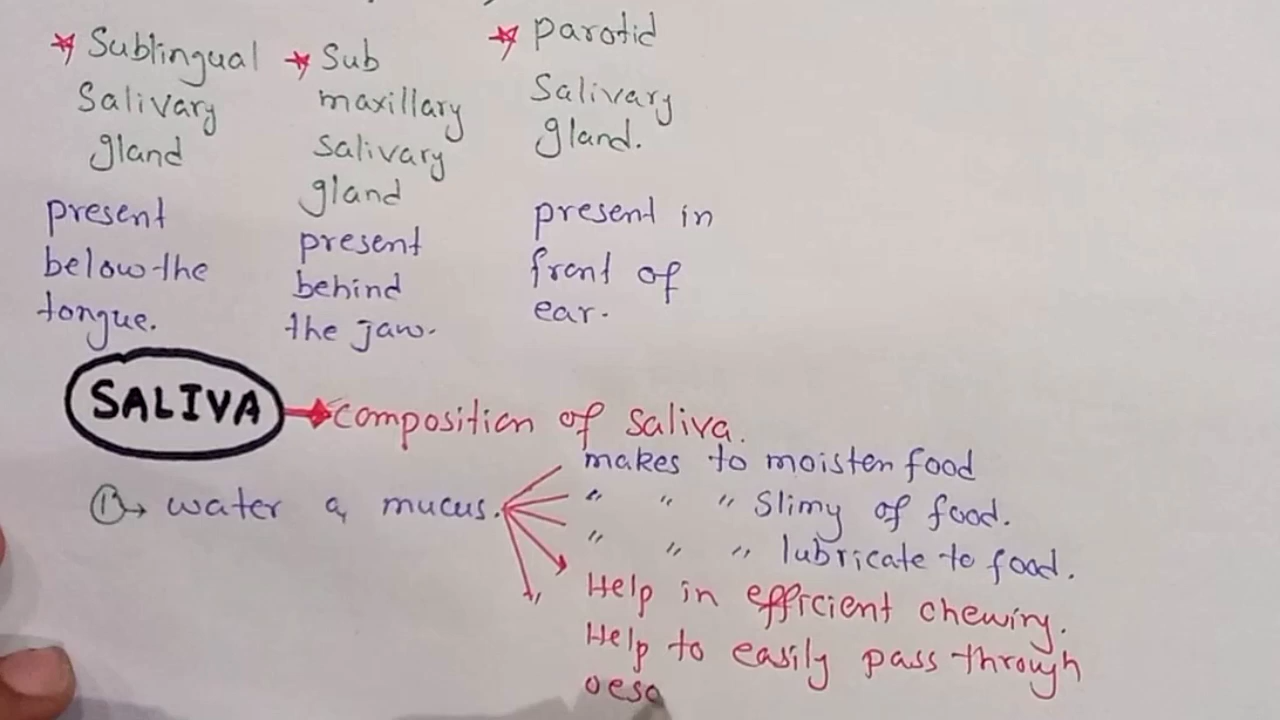 * Sublingual
Salivary
gland
present
below the
tongue.
* Sub
maxillary
salivary
gland
present
behind
the jaw.
* parotid
Salivary
gland.
present in
front of
ear.
SALIVA → composition of saliva.
① → water & mucus.
makes to moisten food
" " " Slimy of food.
" " " lubricate to food.
Help in efficient chewing.
Help to easily pass through
oeso